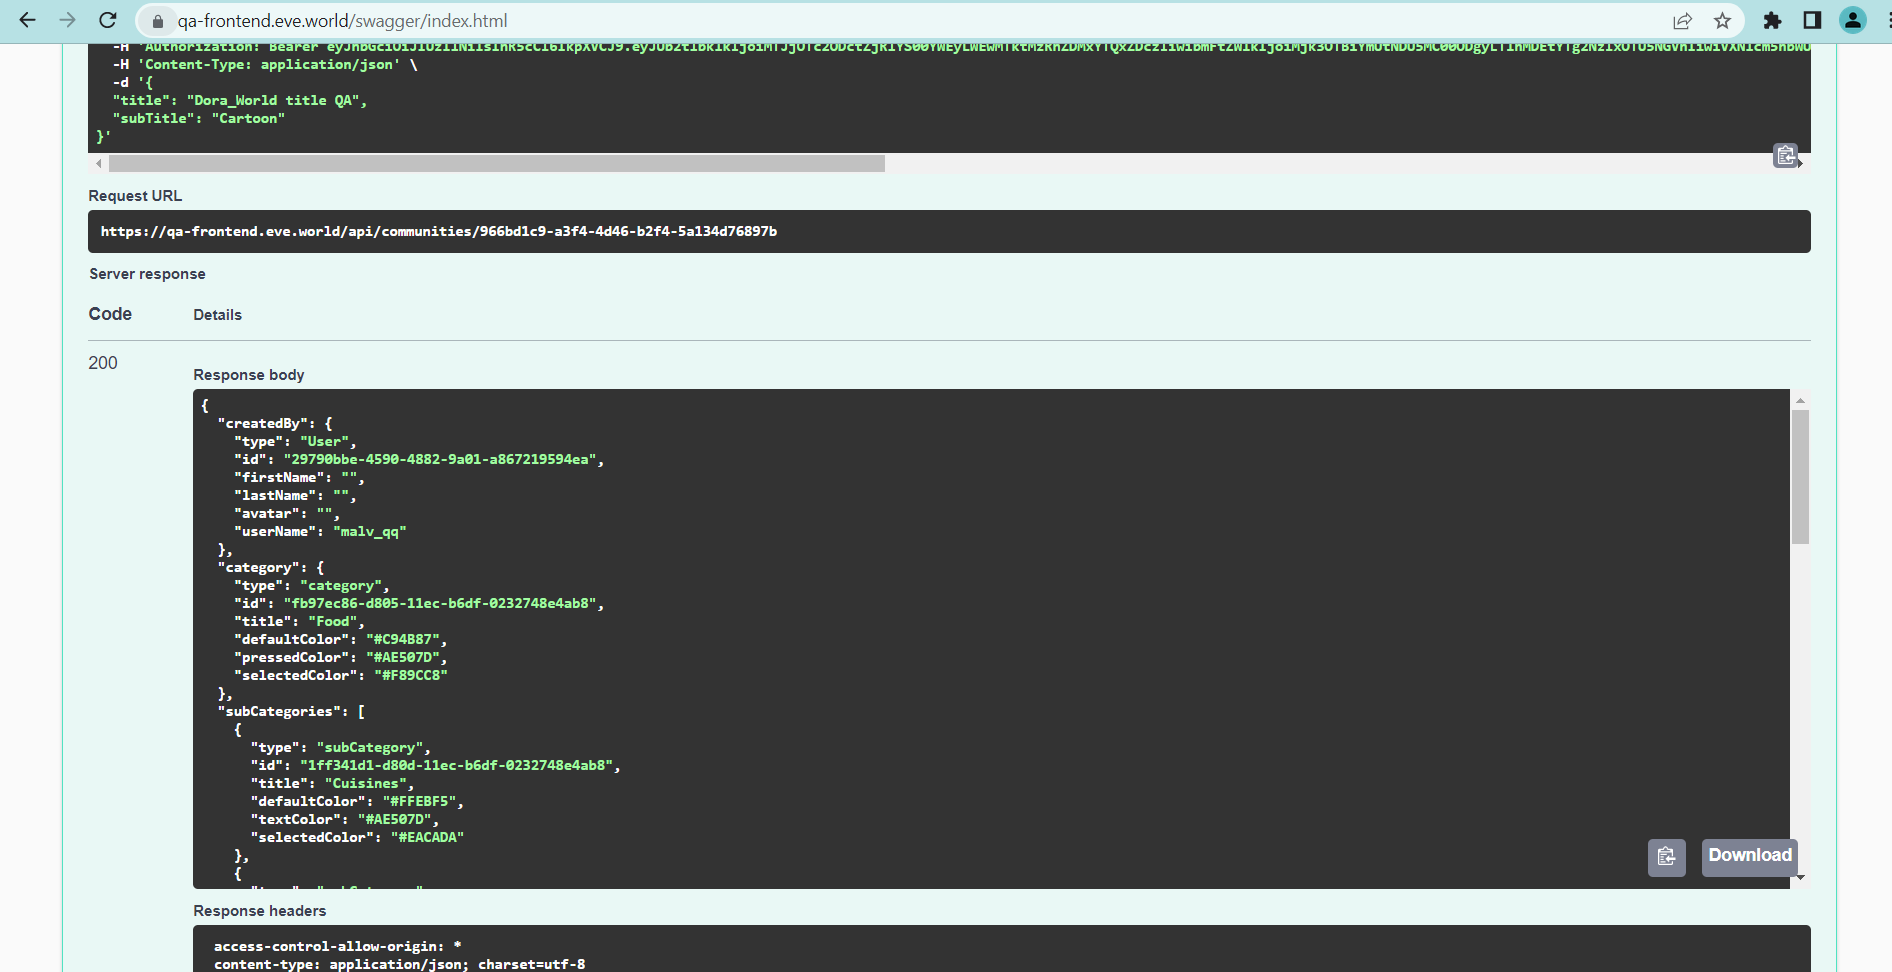 qa-frontend.eve.world/swagger/index.html
-H 'Authorization: Bearer
-H 'Content-Type: application/json' \
-d '{
"title": "Dora_World title QA",
"subTitle": "Cartoon"
}'
Request URL
https://qa-frontend.eve.world/api/communities/966bd1c9-a3f4-4d46-b2f4-5a134d76897b
Server response
Code Details
200
Response body
{
"createdBy": {
"type": "User",
"id": "29790bbe-4590-4882-9a01-a867219594ea",
"firstName": "",
"lastName": "",
"avatar": "",
"userName": "malv_qq"
},
"category": {
"type": "category",
"id": "fb97ec86-d805-11ec-b6df-0232748e4ab8",
"title": "Food",
"defaultColor": "#C94B87",
"pressedColor": "#AE507D",
"selectedColor": "#F89CC8"
},
"subCategories": [
{
"type": "subCategory",
"id": "1ff341d1-d80d-11ec-b6df-0232748e4ab8",
"title": "Cuisines",
"defaultColor": "#FFEBF5",
"textColor": "#AE507D",
"selectedColor": "#EACADA"
},
{
Download
Response headers
access-control-allow-origin: *
content-type: application/json; charset=utf-8